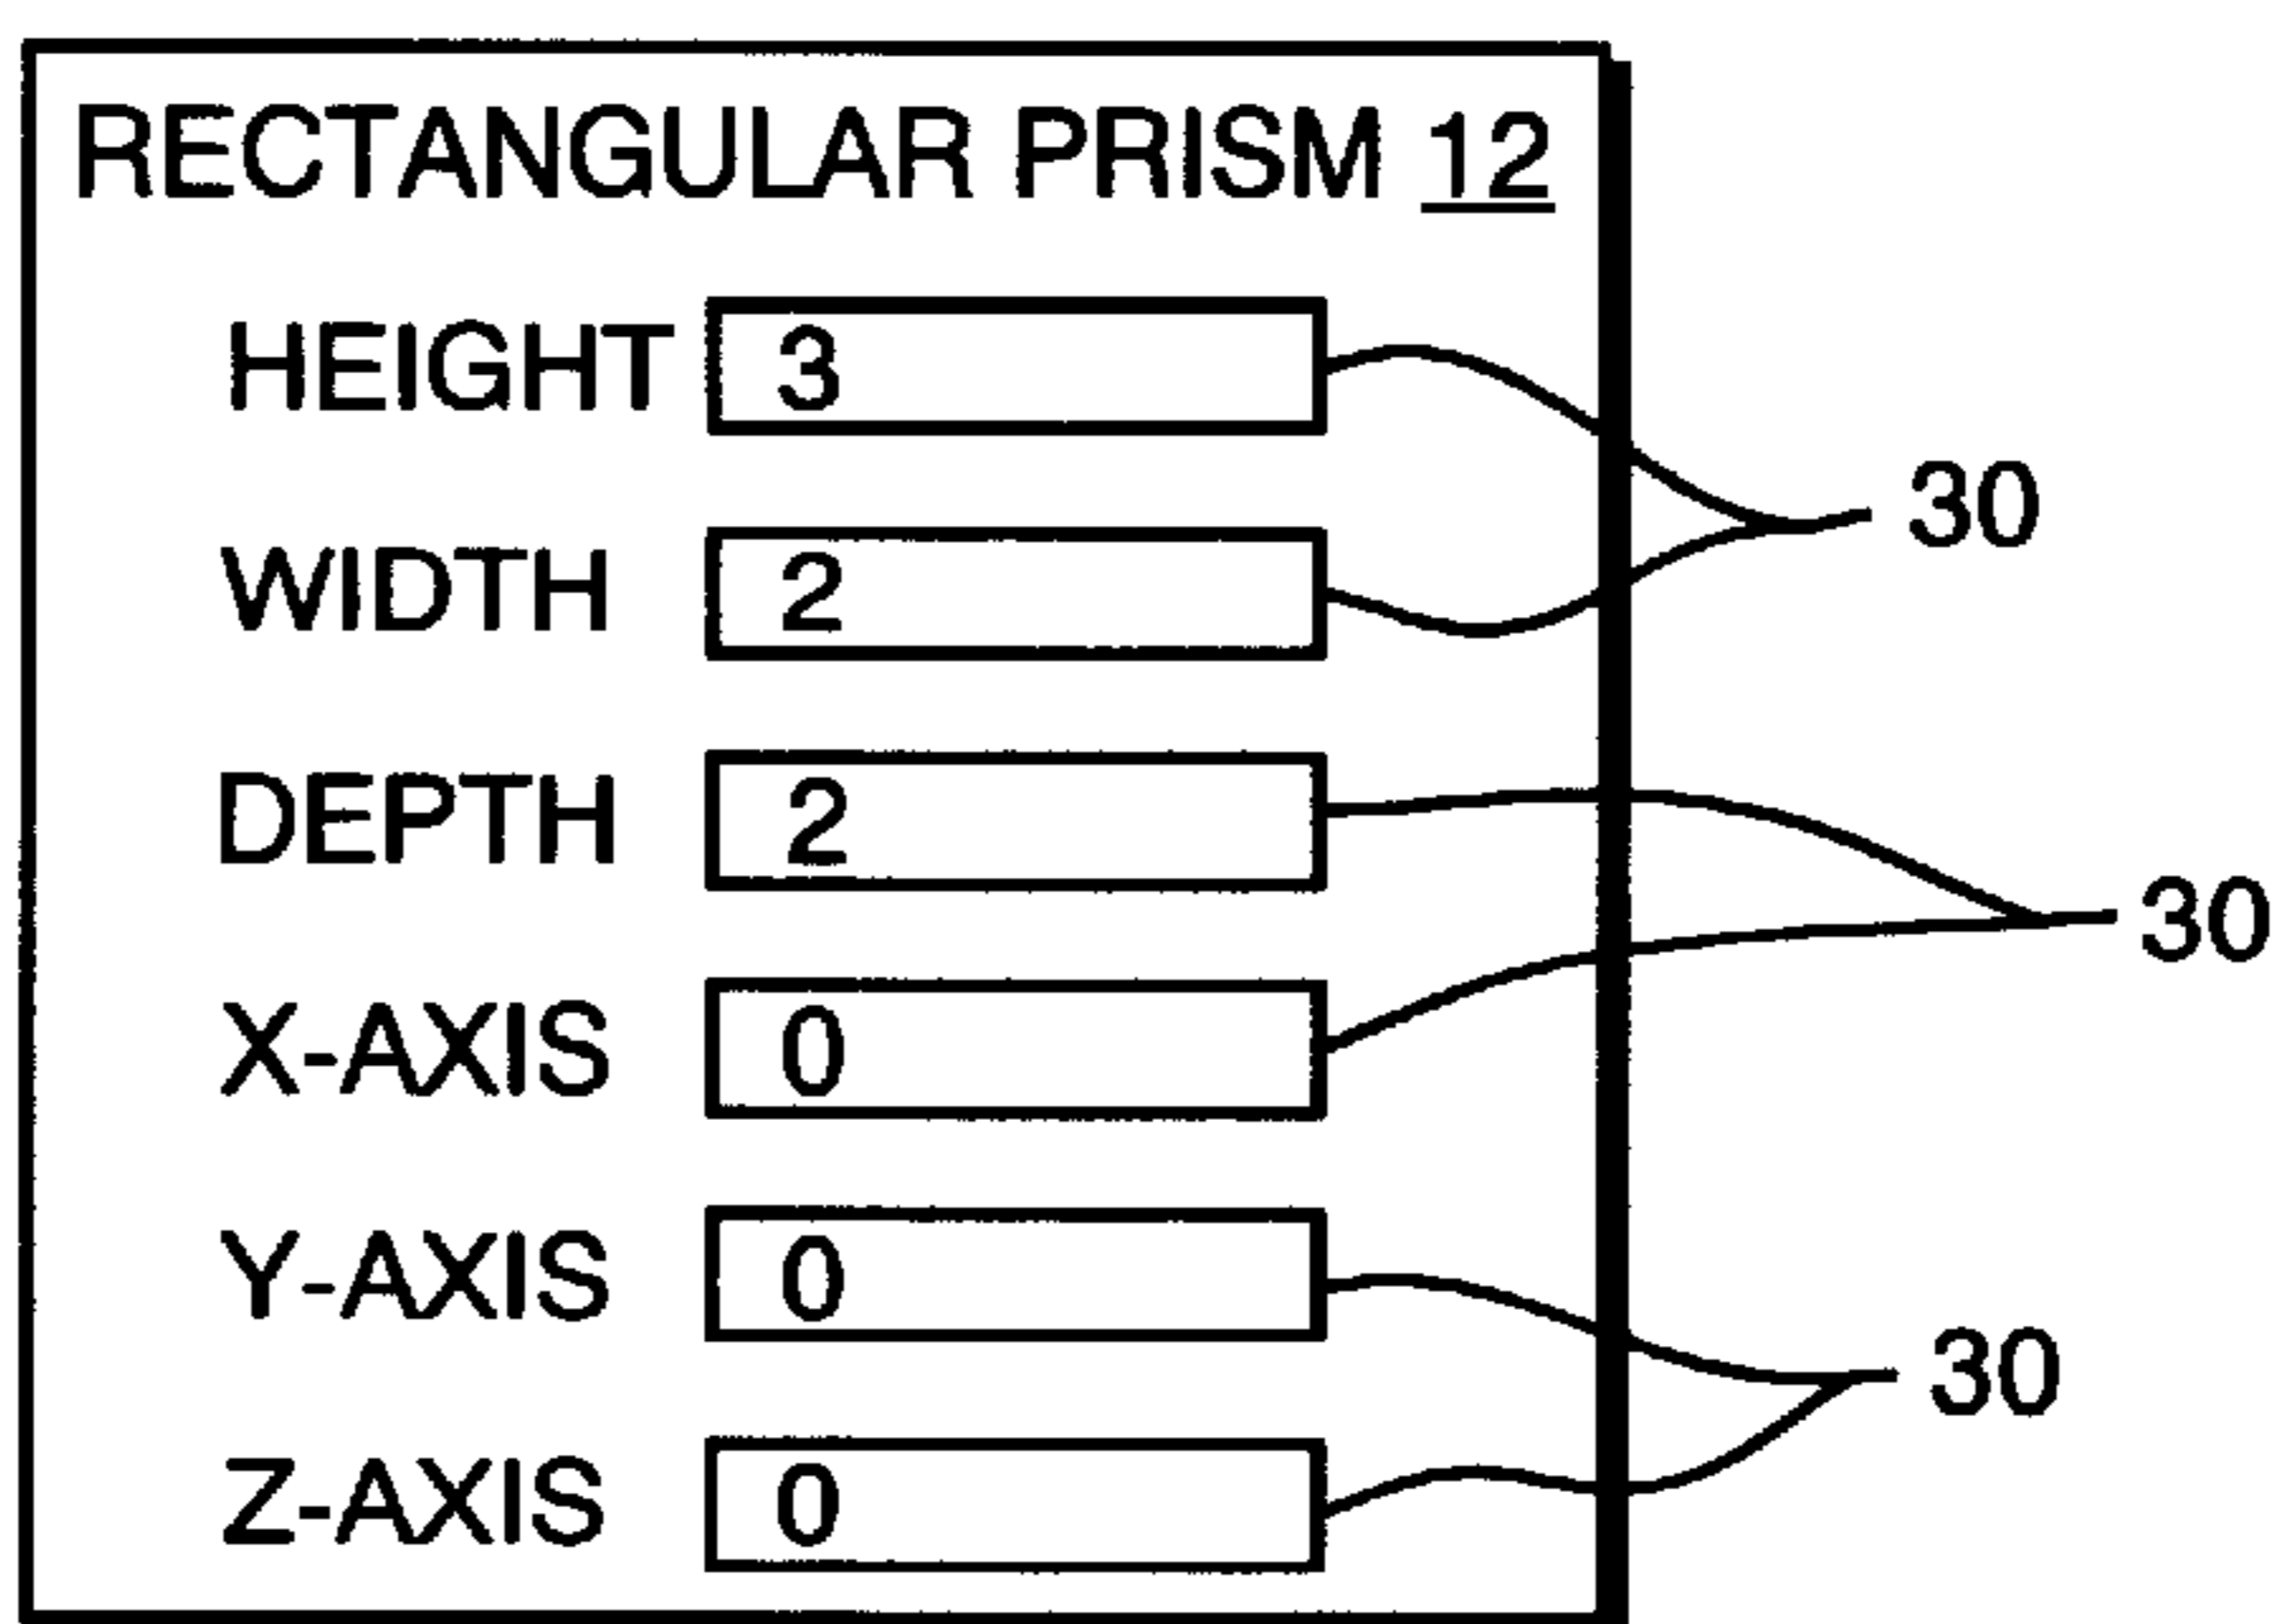 RECTANGULAR PRISM 12
HEIGHT 3
30
WIDTH 2
DEPTH 2
30
X-AXIS 0
Y-AXIS 0
30
Z-AXIS 0